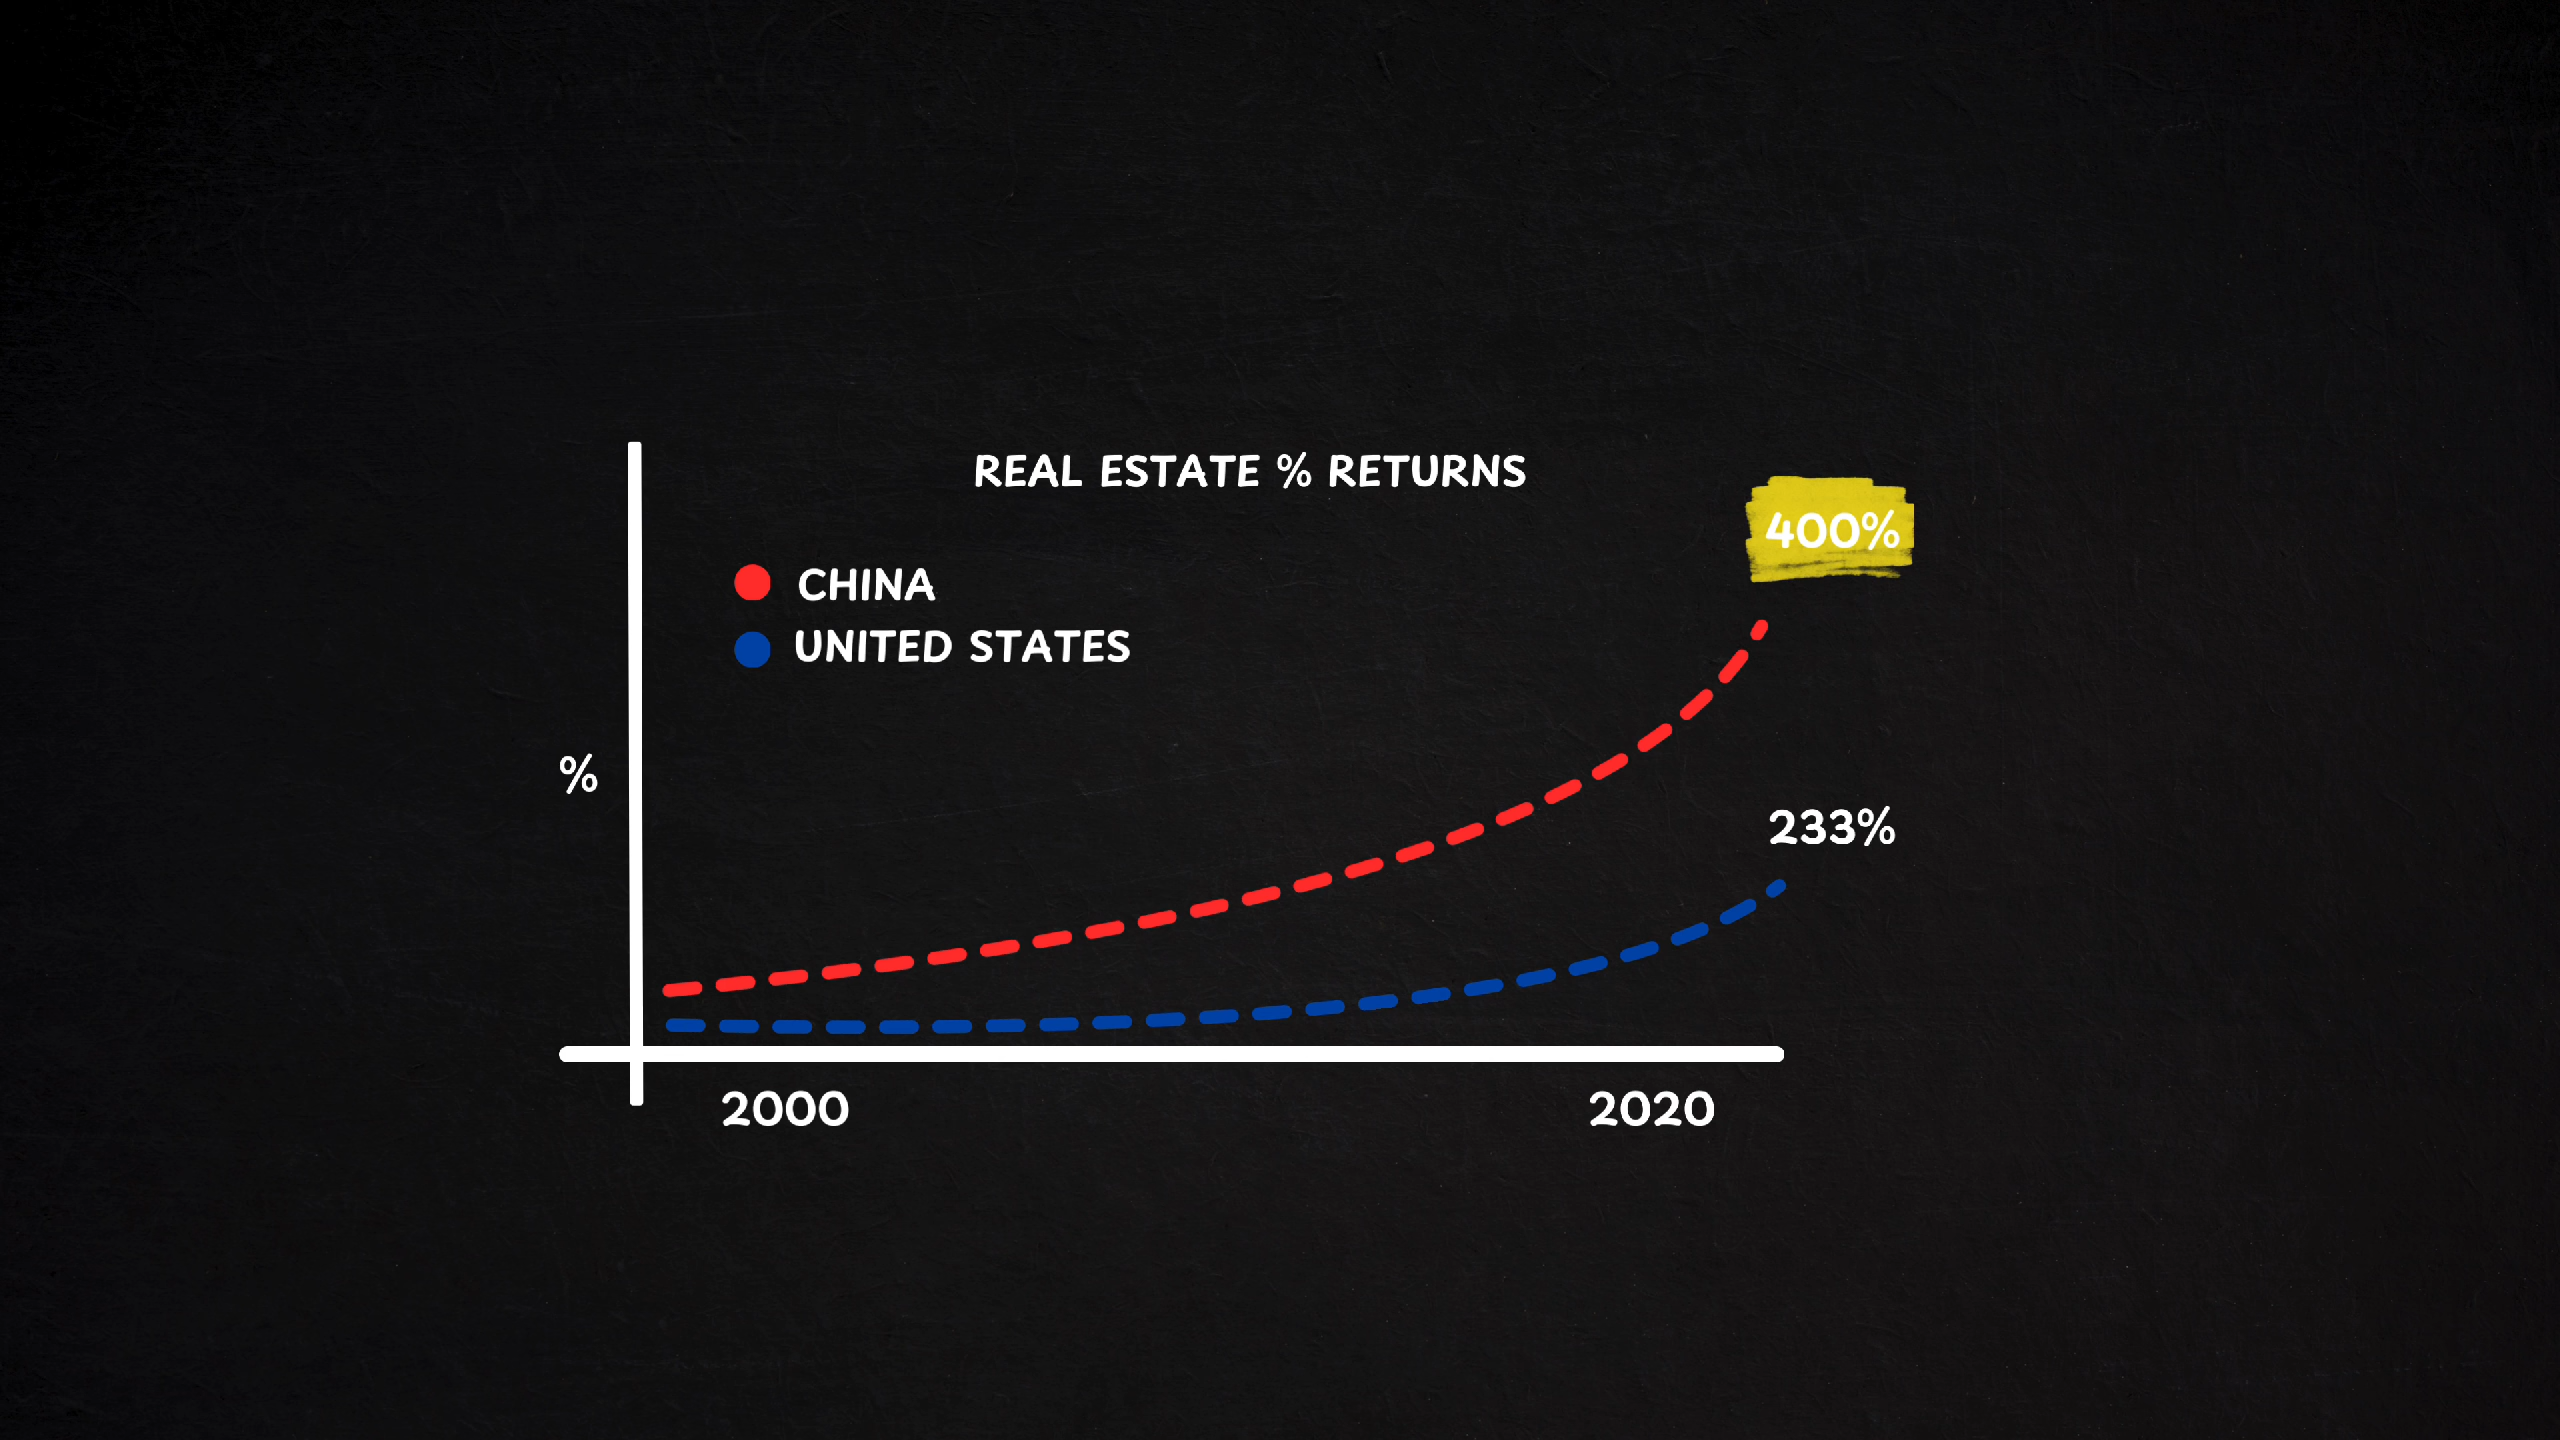 REAL ESTATE % RETURNS
400%
CHINA
UNITED STATES
%
233%
2000
2020